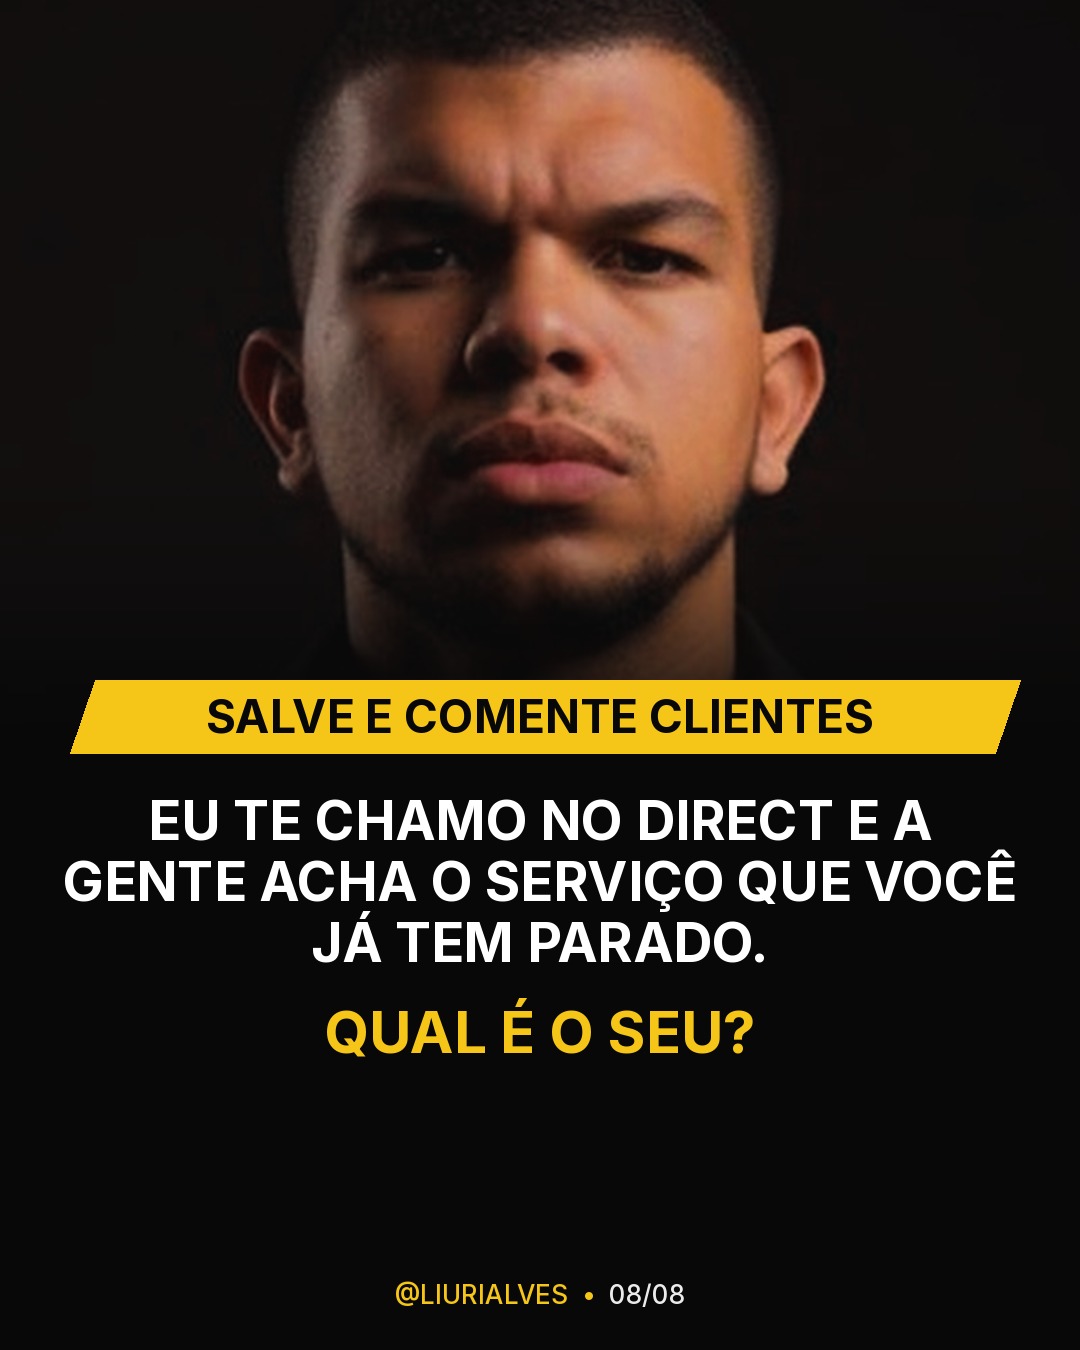 SALVE E COMENTE CLIENTES
EU TE CHAMO NO DIRECT E A
GENTE ACHA O SERVIÇO QUE VOCÊ
JÁ TEM PARADO.
QUAL É O SEU?
@LIURIALVES • 08/08